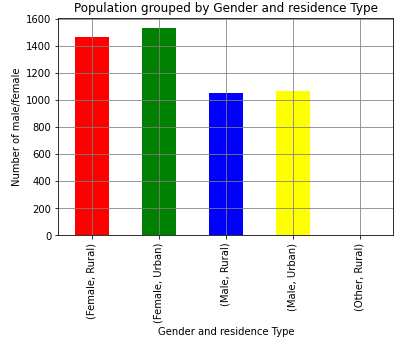 Population grouped by Gender and residence Type
Number of male/female
1600
1400
1200
1000
800
600
400
200
0
(Female, Rural)
(Female, Urban)
(Male, Rural)
(Male, Urban)
(Other, Rural)
Gender and residence Type